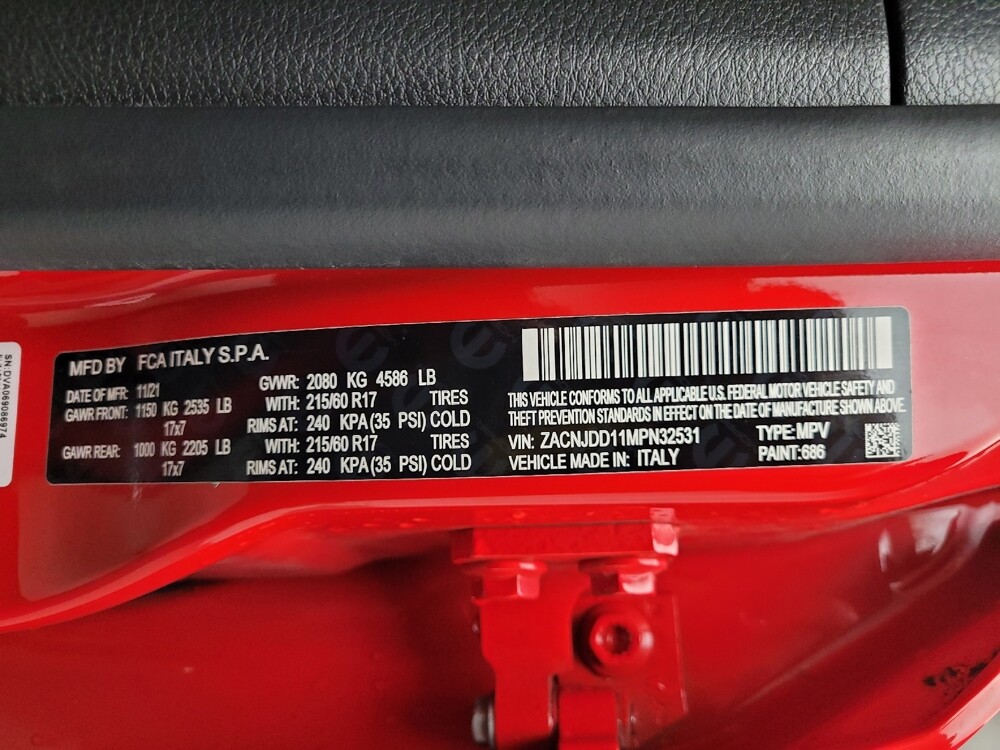 MFD BY FCA ITALY S.P.A.
DATE OF MFR: 11/21 GVWR: 2080 KG 4586 LB
GAWR FRONT: 1150 KG 2535 LB WITH: 215/60 R17 TIRES
17x7 RIMS AT: 240 KPA(35 PSI) COLD
GAWR REAR: 1000 KG 2205 LB WITH: 215/60 R17 TIRES
17x7 RIMS AT: 240 KPA(35 PSI) COLD
THIS VEHICLE CONFORMS TO ALL APPLICABLE U.S. FEDERAL MOTOR VEHICLE SAFETY AND
THEFT PREVENTION STANDARDS IN EFFECT ON THE DATE OF MANUFACTURE SHOWN ABOVE.
VIN: ZACNJDD11MPN32531 TYPE:MPV
VEHICLE MADE IN: ITALY PAINT:686
SN:DVA069086974